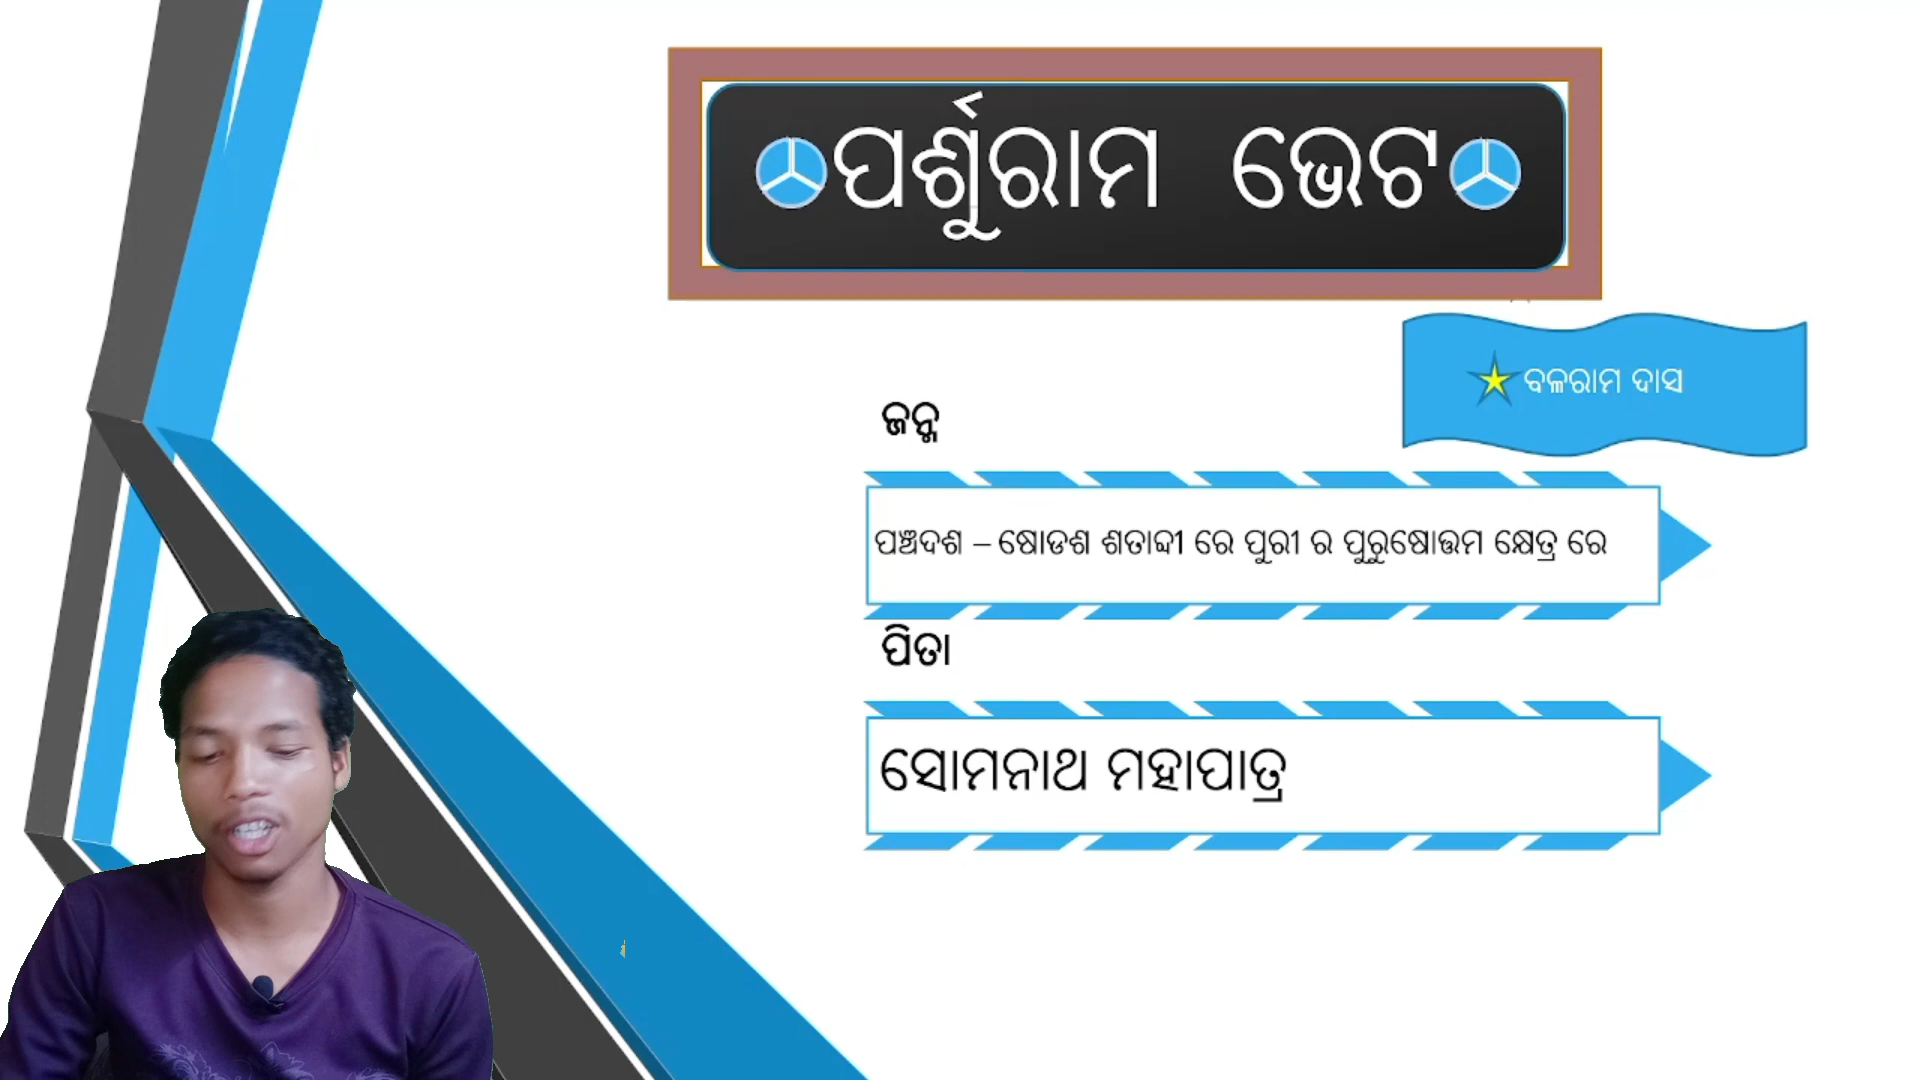 ପର୍ଶୁରାମ ଭେଟ
ବଳରାମ ଦାସ
ଜନ୍ମ
ପଞ୍ଚଦଶ – ଷୋଡଶ ଶତାବ୍ଦୀ ରେ ପୁରୀ ର ପୁରୁଷୋତ୍ତମ କ୍ଷେତ୍ର ରେ
ପିତା
ସୋମନାଥ ମହାପାତ୍ର